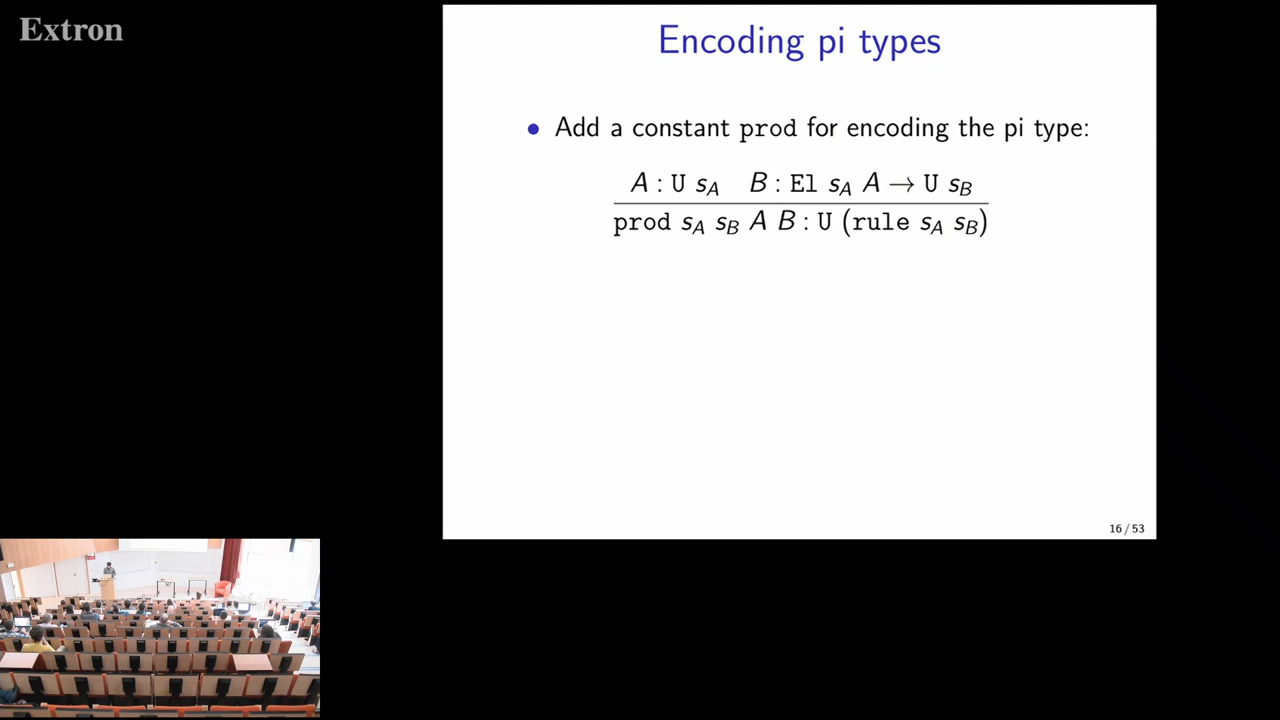 Extron
Encoding pi types
• Add a constant prod for encoding the pi type:
A : U s_A B : El s_A A → U s_B
prod s_A s_B A B : U (rule s_A s_B)
16 / 53